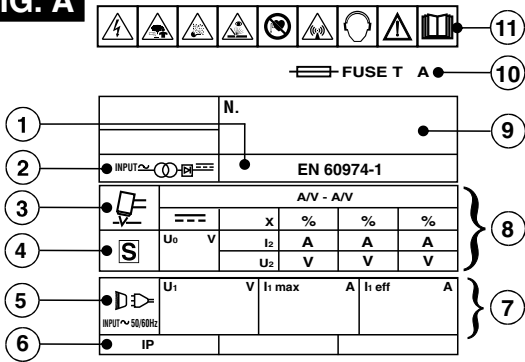 FIG. A
11
FUSE T A
10
N.
1
9
2
INPUT
EN 60974-1
3
A/V - A/V
X % % %
8
4
S
U0 V
I2 A A A
U2 V V V
5
U1 V
I1 max A
I1 eff A
7
INPUT ~ 50/60Hz
6
IP